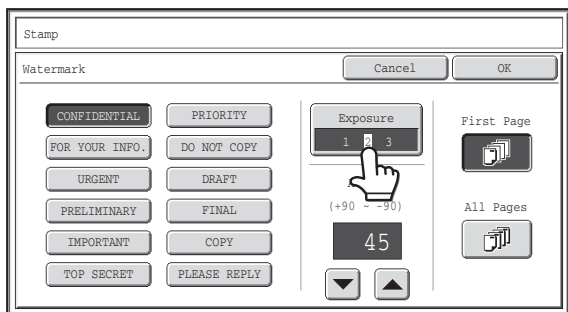 Stamp
Watermark
Cancel
OK
CONFIDENTIAL
PRIORITY
FOR YOUR INFO.
DO NOT COPY
URGENT
DRAFT
PRELIMINARY
FINAL
IMPORTANT
COPY
TOP SECRET
PLEASE REPLY
Exposure
1 2 3
(+90 ~ -90)
45
First Page
All Pages